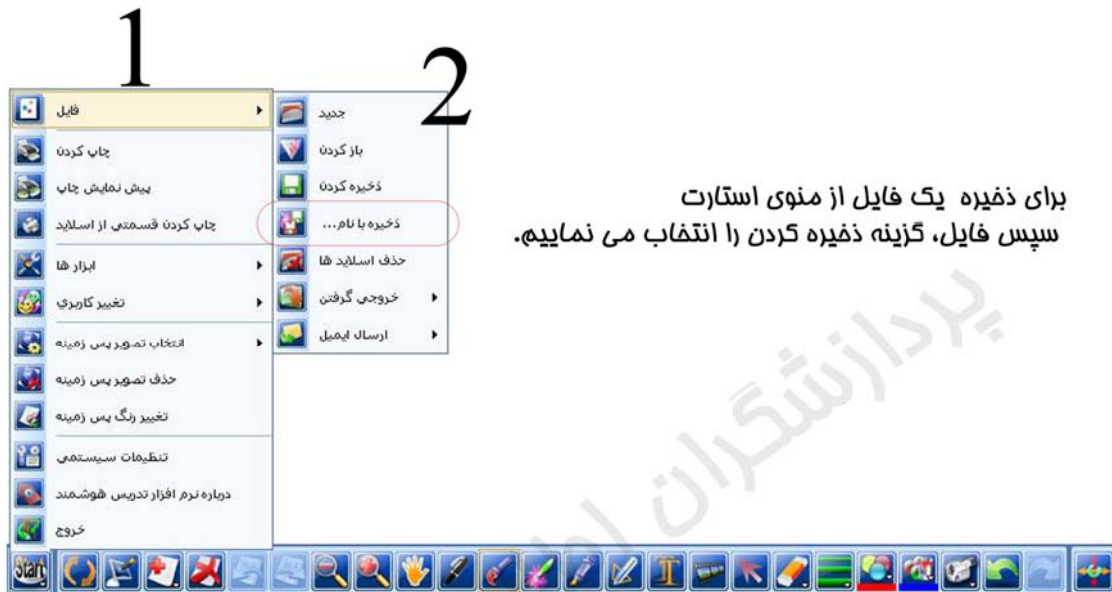 1
2
فایل
چاپ کردن
پیش نمایش چاپ
چاپ کردن قسمتی از اسلاید
ابزار ها
تغییر کاربري
انتخاب تصویر پس زمینه
حذف تصویر پس زمینه
تغییر رنگ پس زمینه
تنظیمات سیستمی
درباره نرم افزار تدریس هوشمند
خروج
جدید
باز کردن
ذخیره کردن
ذخیره با نام...
حذف اسلاید ها
خروجی گرفتن
ارسال ایمیل
برای ذخیره یک فایل از منوی استارت
سپس فایل، گزینه ذخیره کردن را انتخاب می نماییم.
پردازشگران
Start
T